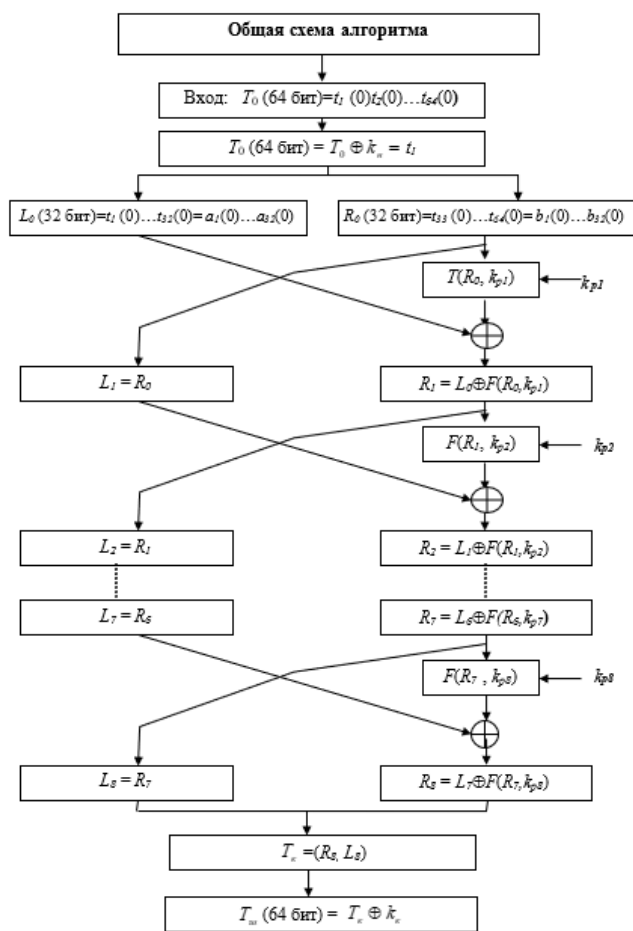 Общая схема алгоритма
Вход: T₀ (64 бит)=t₁ (0)t₂(0)…t₆₄(0)
T₀ (64 бит) = T₀ ⊕ kₙ = t₁
L₀ (32 бит)=t₁ (0)…t₃₂(0)= a₁(0)…a₃₂(0)
R₀ (32 бит)=t₃₃ (0)…t₆₄(0)= b₁(0)…b₃₂(0)
T(R₀, kₚ₁)
kₚ₁
L₁ = R₀
R₁ = L₀⊕F(R₀,kₚ₁)
F(R₁, kₚ₂)
kₚ₂
L₂ = R₁
R₂ = L₁⊕F(R₁,kₚ₂)
L₇ = R₆
R₇ = L₆⊕F(R₆,kₚ₇)
F(R₇ , kₚ₈)
kₚ₈
L₈ = R₇
R₈ = L₇⊕F(R₇,kₚ₈)
Tₖ =(R₈, L₈)
Tш (64 бит) = Tₖ ⊕ kₖ